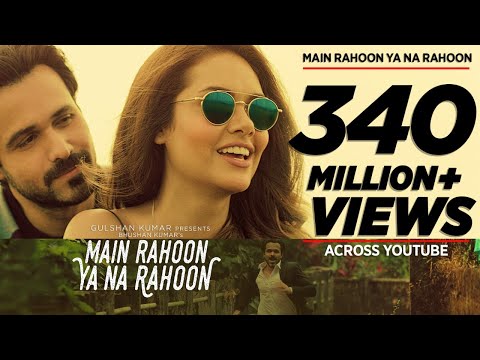 MAIN RAHOON YA NA RAHOON
340
MILLION+
VIEWS
ACROSS YOUTUBE
GULSHAN KUMAR PRESENTS
BHUSHAN KUMAR's
MAIN RAHOON
YA NA RAHOON